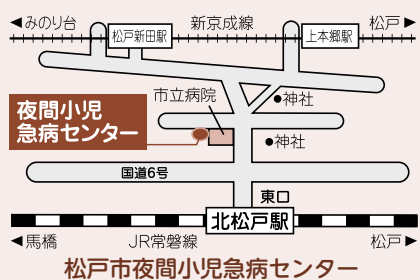 ◀みのり台 新京成線 松戸▶
松戸新田駅 上本郷駅
市立病院
●神社
夜間小児
急病センター
●神社
国道6号
東口
北松戸駅
◀馬橋 JR常磐線 松戸▶
松戸市夜間小児急病センター